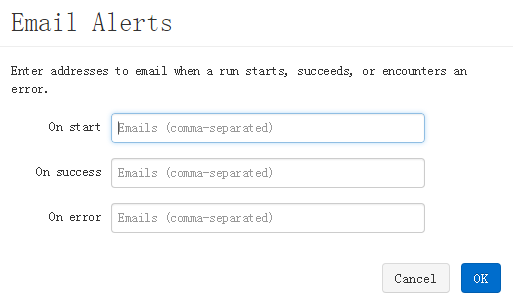 Email Alerts
Enter addresses to email when a run starts, succeeds, or encounters an
error.
On start Emails (comma-separated)
On success Emails (comma-separated)
On error Emails (comma-separated)
Cancel OK